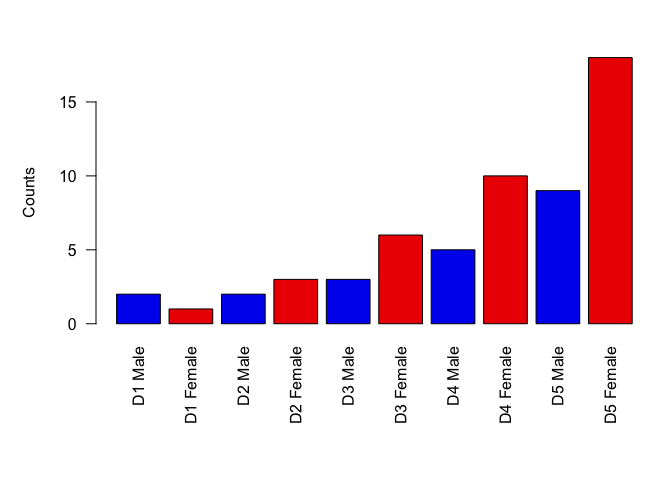 Counts
15
10
5
0
D1 Male
D1 Female
D2 Male
D2 Female
D3 Male
D3 Female
D4 Male
D4 Female
D5 Male
D5 Female